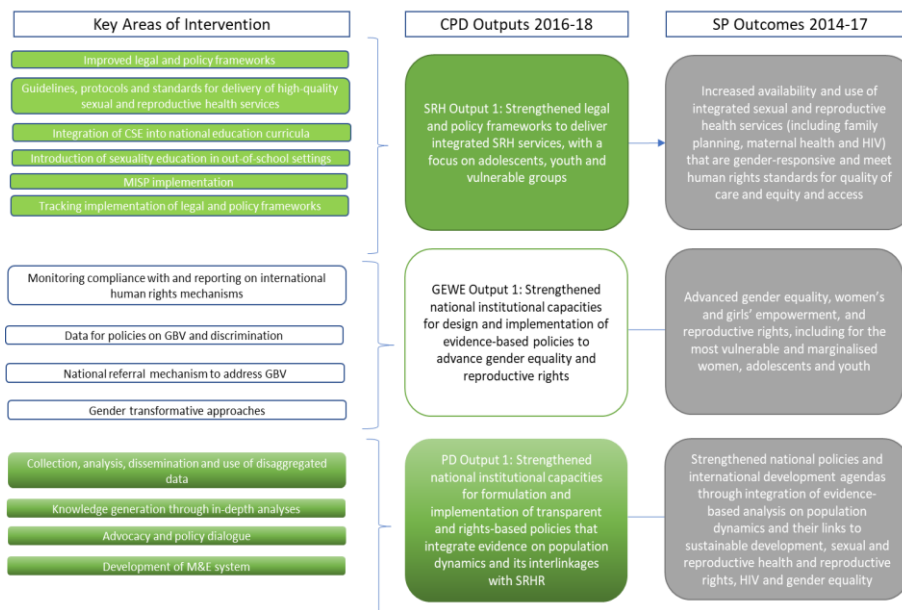 Key Areas of Intervention
CPD Outputs 2016-18
SP Outcomes 2014-17
Improved legal and policy frameworks
Guidelines, protocols and standards for delivery of high-quality
sexual and reproductive health services
Integration of CSE into national education curricula
Introduction of sexuality education in out-of-school settings
MISP implementation
Tracking implementation of legal and policy frameworks
SRH Output 1: Strengthened legal
and policy frameworks to deliver
integrated SRH services, with a
focus on adolescents, youth and
vulnerable groups
Increased availability and use of
integrated sexual and reproductive
health services (including family
planning, maternal health and HIV)
that are gender-responsive and meet
human rights standards for quality of
care and equity and access
Monitoring compliance with and reporting on international
human rights mechanisms
Data for policies on GBV and discrimination
National referral mechanism to address GBV
Gender transformative approaches
GEWE Output 1: Strengthened
national institutional capacities
for design and implementation of
evidence-based policies to
advance gender equality and
reproductive rights
Advanced gender equality, women's
and girls' empowerment, and
reproductive rights, including for the
most vulnerable and marginalised
women, adolescents and youth
Collection, analysis, dissemination and use of disaggregated
data
Knowledge generation through in-depth analyses
Advocacy and policy dialogue
Development of M&E system
PD Output 1: Strengthened
national institutional capacities
for formulation and
implementation of transparent
and rights-based policies that
integrate evidence on population
dynamics and its interlinkages
with SRHR
Strengthened national policies and
international development agendas
through integration of evidence-
based analysis on population
dynamics and their links to
sustainable development, sexual and
reproductive health and reproductive
rights, HIV and gender equality